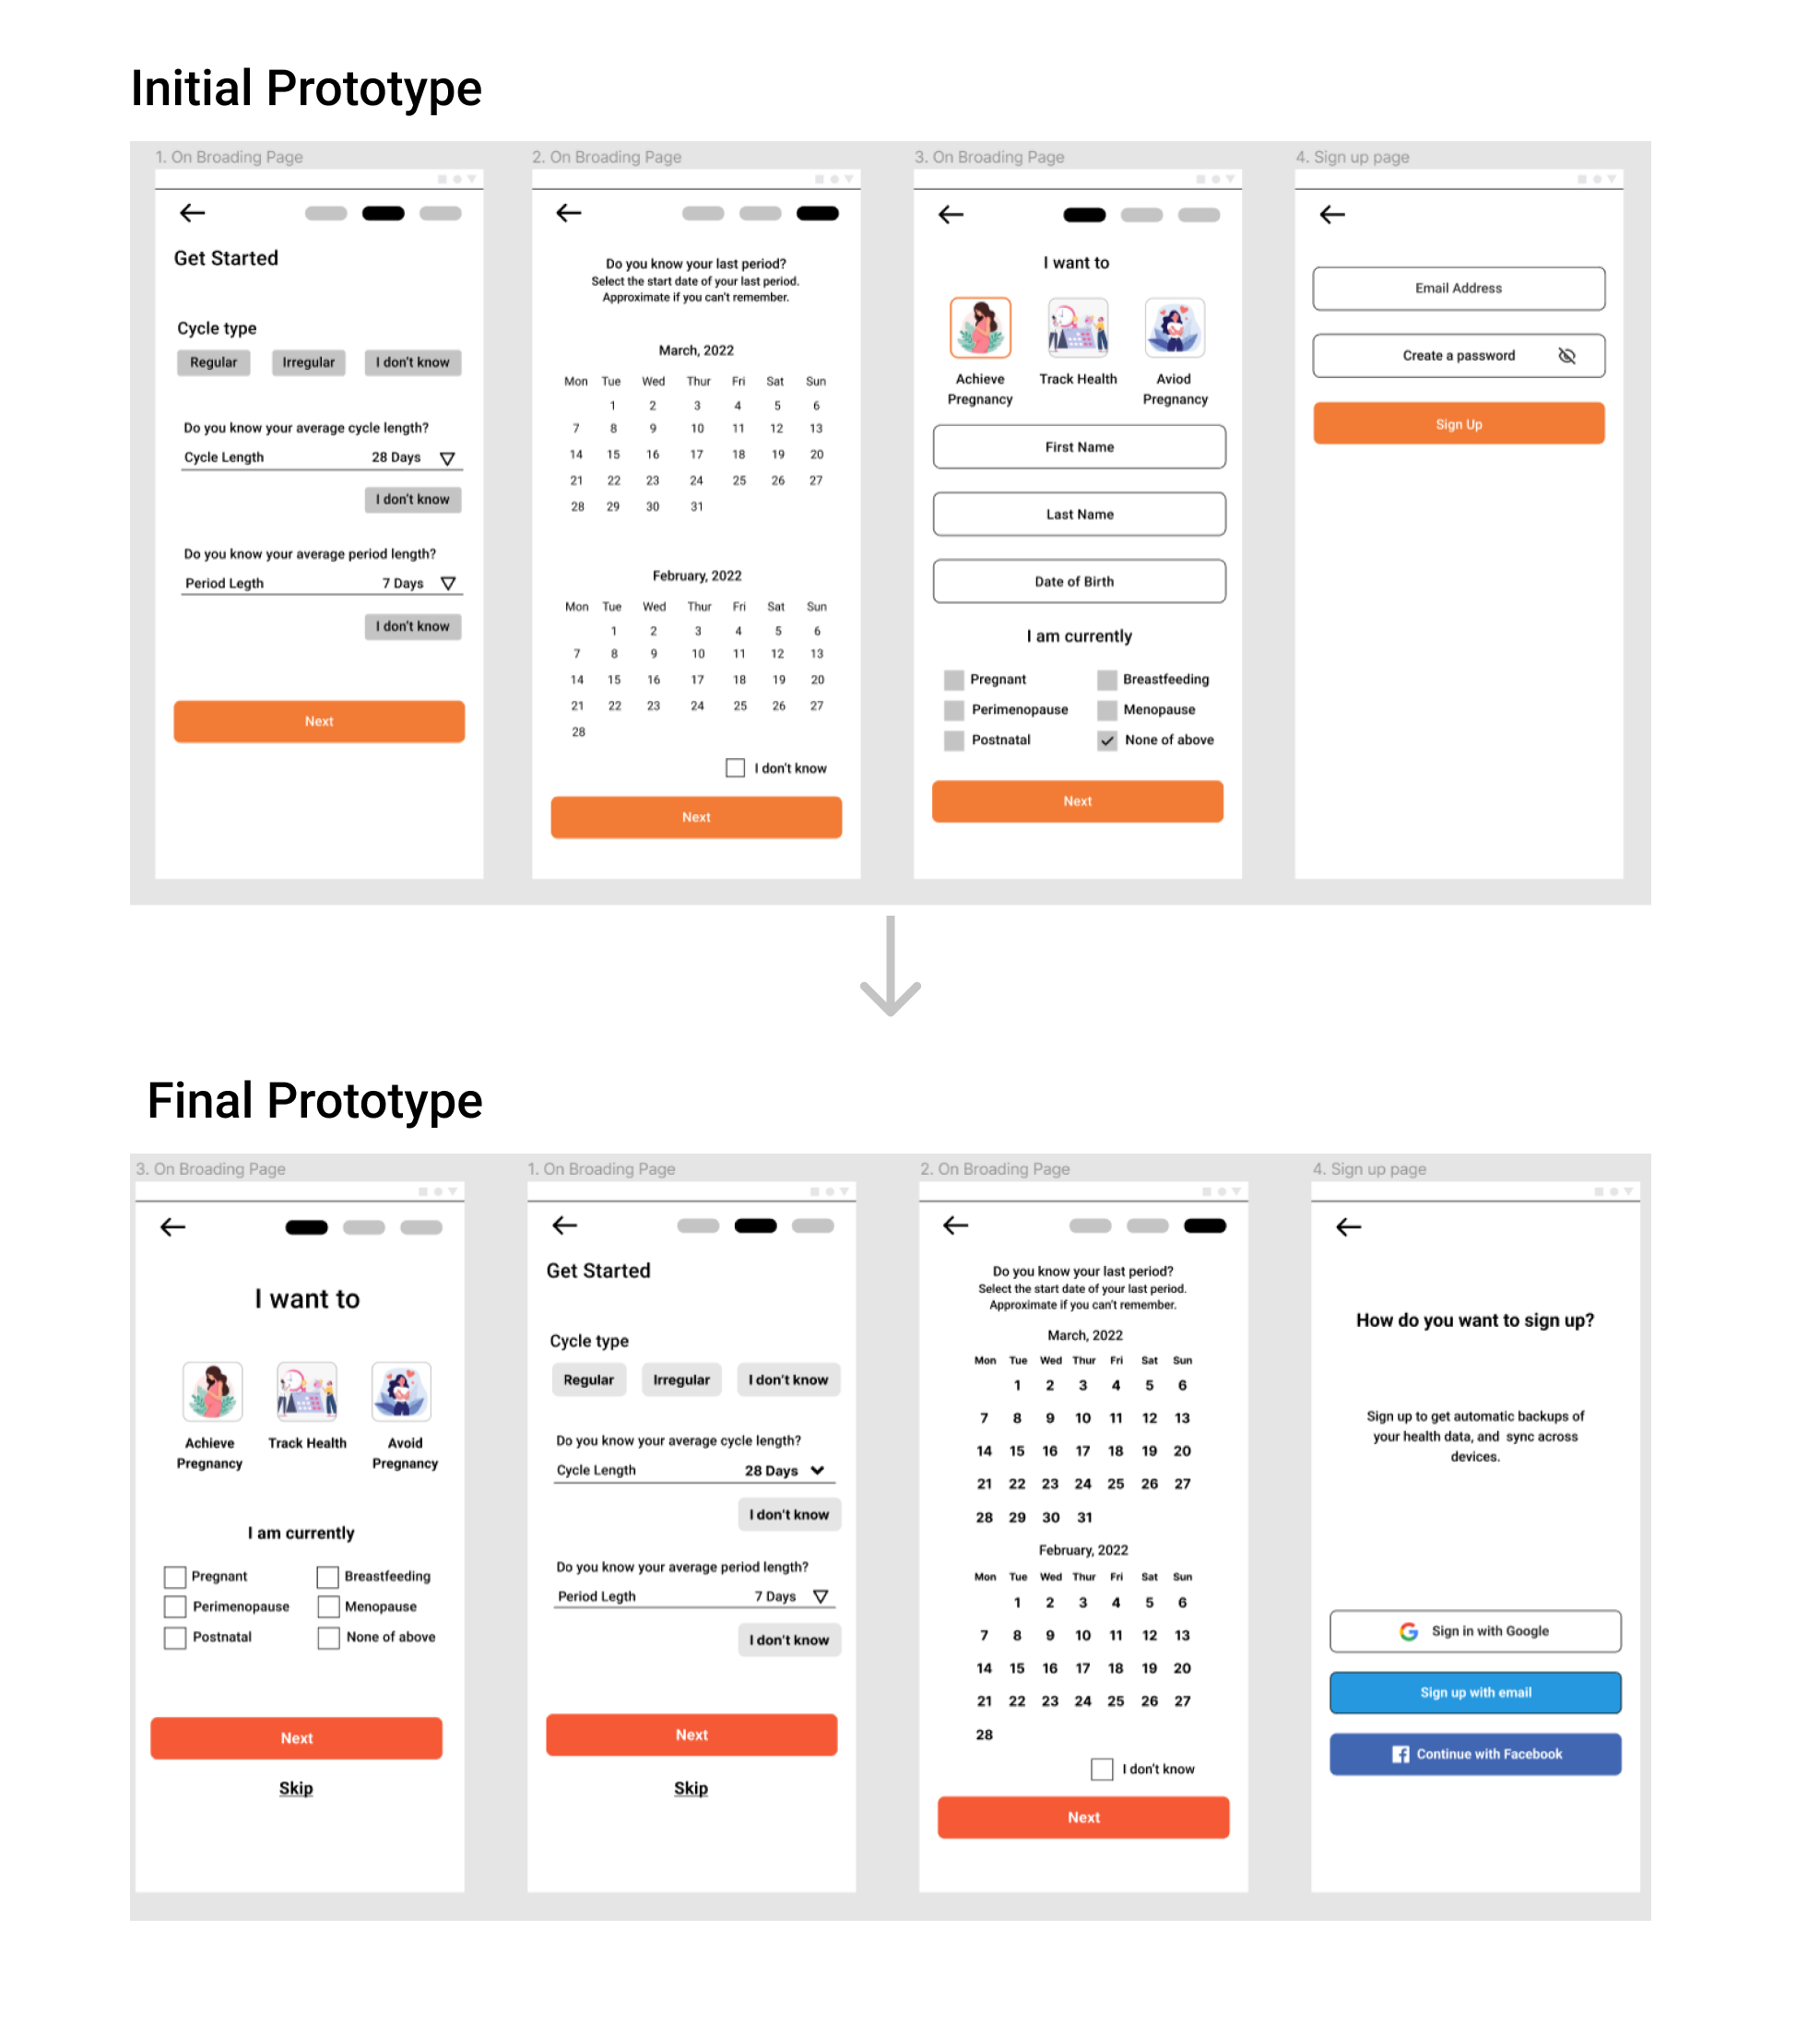 Initial Prototype
1. On Broading Page
Get Started
Cycle type
Regular Irregular I don't know
Do you know your average cycle length?
Cycle Length 28 Days
I don't know
Do you know your average period length?
Period Legth 7 Days
I don't know
Next
2. On Broading Page
Do you know your last period?
Select the start date of your last period.
Approximate if you can't remember.
March, 2022
Mon Tue Wed Thur Fri Sat Sun
1 2 3 4 5 6
7 8 9 10 11 12 13
14 15 16 17 18 19 20
21 22 23 24 25 26 27
28 29 30 31
February, 2022
Mon Tue Wed Thur Fri Sat Sun
1 2 3 4 5 6
7 8 9 10 11 12 13
14 15 16 17 18 19 20
21 22 23 24 25 26 27
28
I don't know
Next
3. On Broading Page
I want to
Achieve Pregnancy
Track Health
Aviod Pregnancy
First Name
Last Name
Date of Birth
I am currently
Pregnant Breastfeeding
Perimenopause Menopause
Postnatal None of above
Next
4. Sign up page
Email Address
Create a password
Sign Up
Final Prototype
3. On Broading Page
I want to
Achieve Pregnancy
Track Health
Avoid Pregnancy
I am currently
Pregnant Breastfeeding
Perimenopause Menopause
Postnatal None of above
Next
Skip
1. On Broading Page
Get Started
Cycle type
Regular Irregular I don't know
Do you know your average cycle length?
Cycle Length 28 Days
I don't know
Do you know your average period length?
Period Legth 7 Days
I don't know
Next
Skip
2. On Broading Page
Do you know your last period?
Select the start date of your last period.
Approximate if you can't remember.
March, 2022
Mon Tue Wed Thur Fri Sat Sun
1 2 3 4 5 6
7 8 9 10 11 12 13
14 15 16 17 18 19 20
21 22 23 24 25 26 27
28 29 30 31
February, 2022
Mon Tue Wed Thur Fri Sat Sun
1 2 3 4 5 6
7 8 9 10 11 12 13
14 15 16 17 18 19 20
21 22 23 24 25 26 27
28
I don't know
Next
4. Sign up page
How do you want to sign up?
Sign up to get automatic backups of
your health data, and sync across
devices.
Sign in with Google
Sign up with email
Continue with Facebook